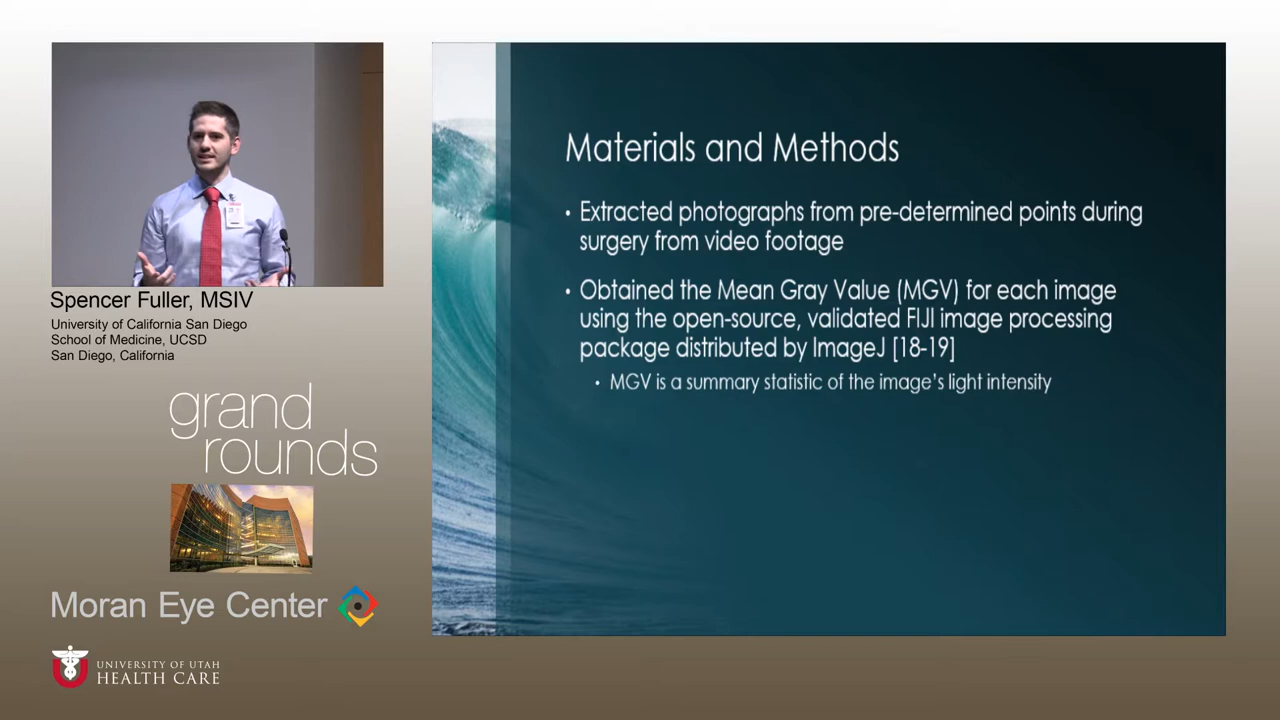 Spencer Fuller, MSIV
University of California San Diego
School of Medicine, UCSD
San Diego, California
grand
rounds
Moran Eye Center
UNIVERSITY OF UTAH
HEALTH CARE
Materials and Methods
• Extracted photographs from pre-determined points during
surgery from video footage
• Obtained the Mean Gray Value (MGV) for each image
using the open-source, validated FIJI image processing
package distributed by ImageJ [18-19]
• MGV is a summary statistic of the image's light intensity